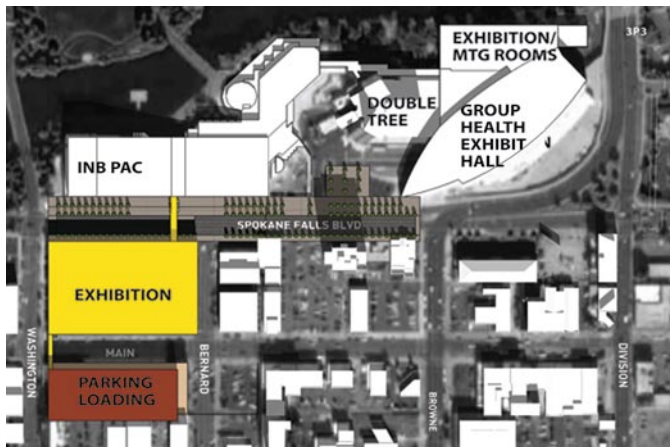 EXHIBITION/
MTG ROOMS
3P3
DOUBLE
TREE
GROUP
HEALTH
EXHIBIT
HALL
INB PAC
SPOKANE FALLS BLVD
EXHIBITION
WASHINGTON
MAIN
BERNARD
BROWNE
DIVISION
PARKING
LOADING